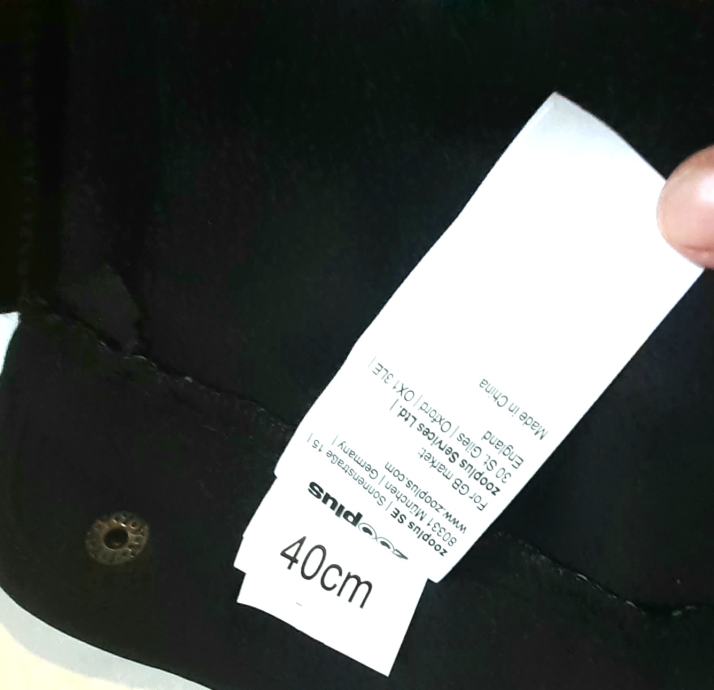 zooplus
zooplus SE | Sonnenstraße 15 |
80331 München | Germany |
www.zooplus.com
For GB market:
zooplus Services Ltd. |
30 St. Giles | Oxford | OX1 3LE |
England
Made in China
40cm